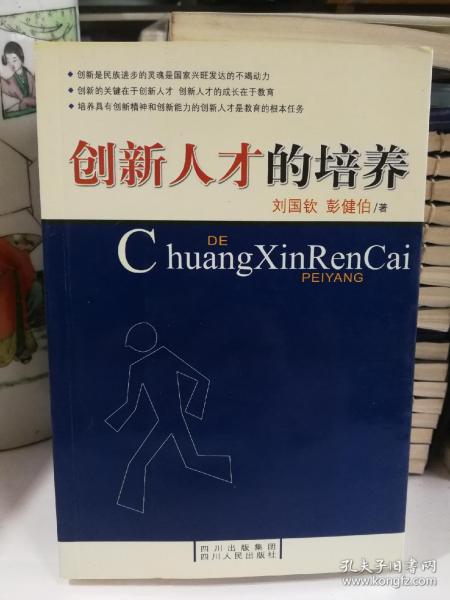 ◆ 创新是民族进步的灵魂是国家兴旺发达的不竭动力
◆ 创新的关键在于创新人才 创新人才的成长在于教育
◆ 培养具有创新精神和创新能力的创新人才是教育的根本任务
创新人才的培养
刘国钦 彭健伯/著
DE
ChuangXinRenCai
PEIYANG
四川出版集团
四川人民出版社
孔夫子旧书网
www.kongfz.com